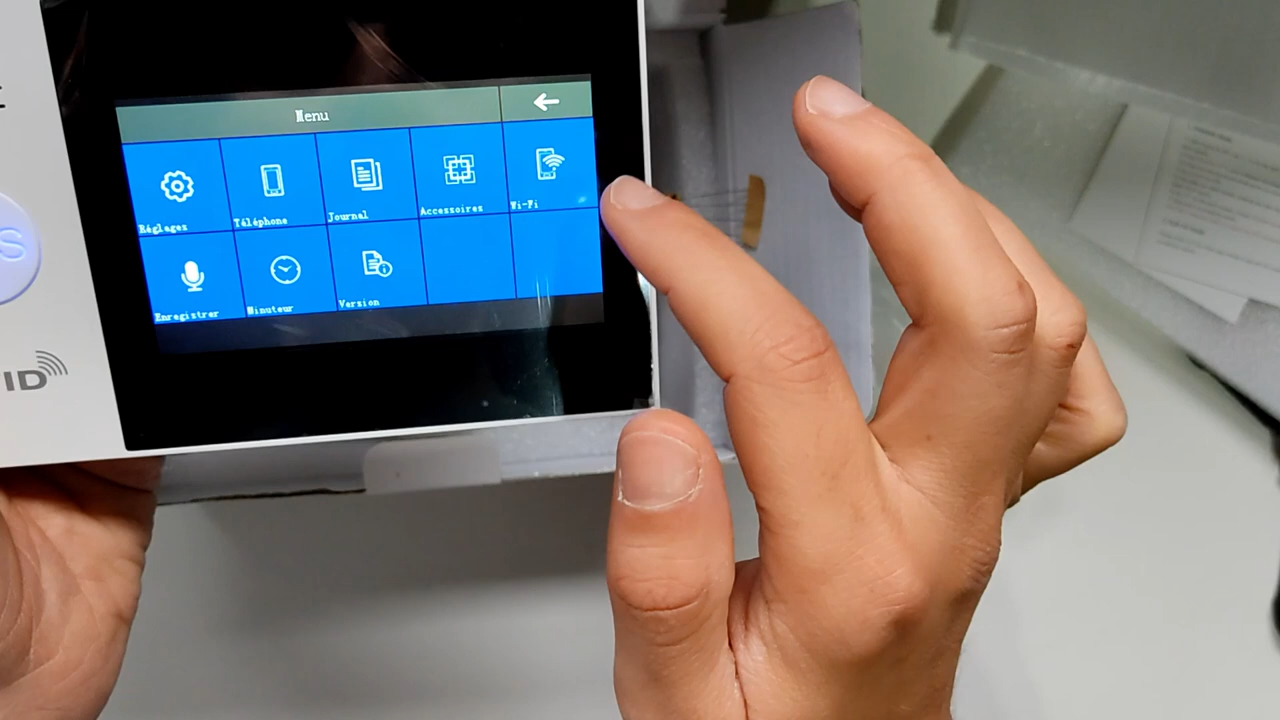 Menu
Réglages
Téléphone
Journal
Accessoires
Wi-Fi
Enregistrer
Minuteur
Version
S
ID